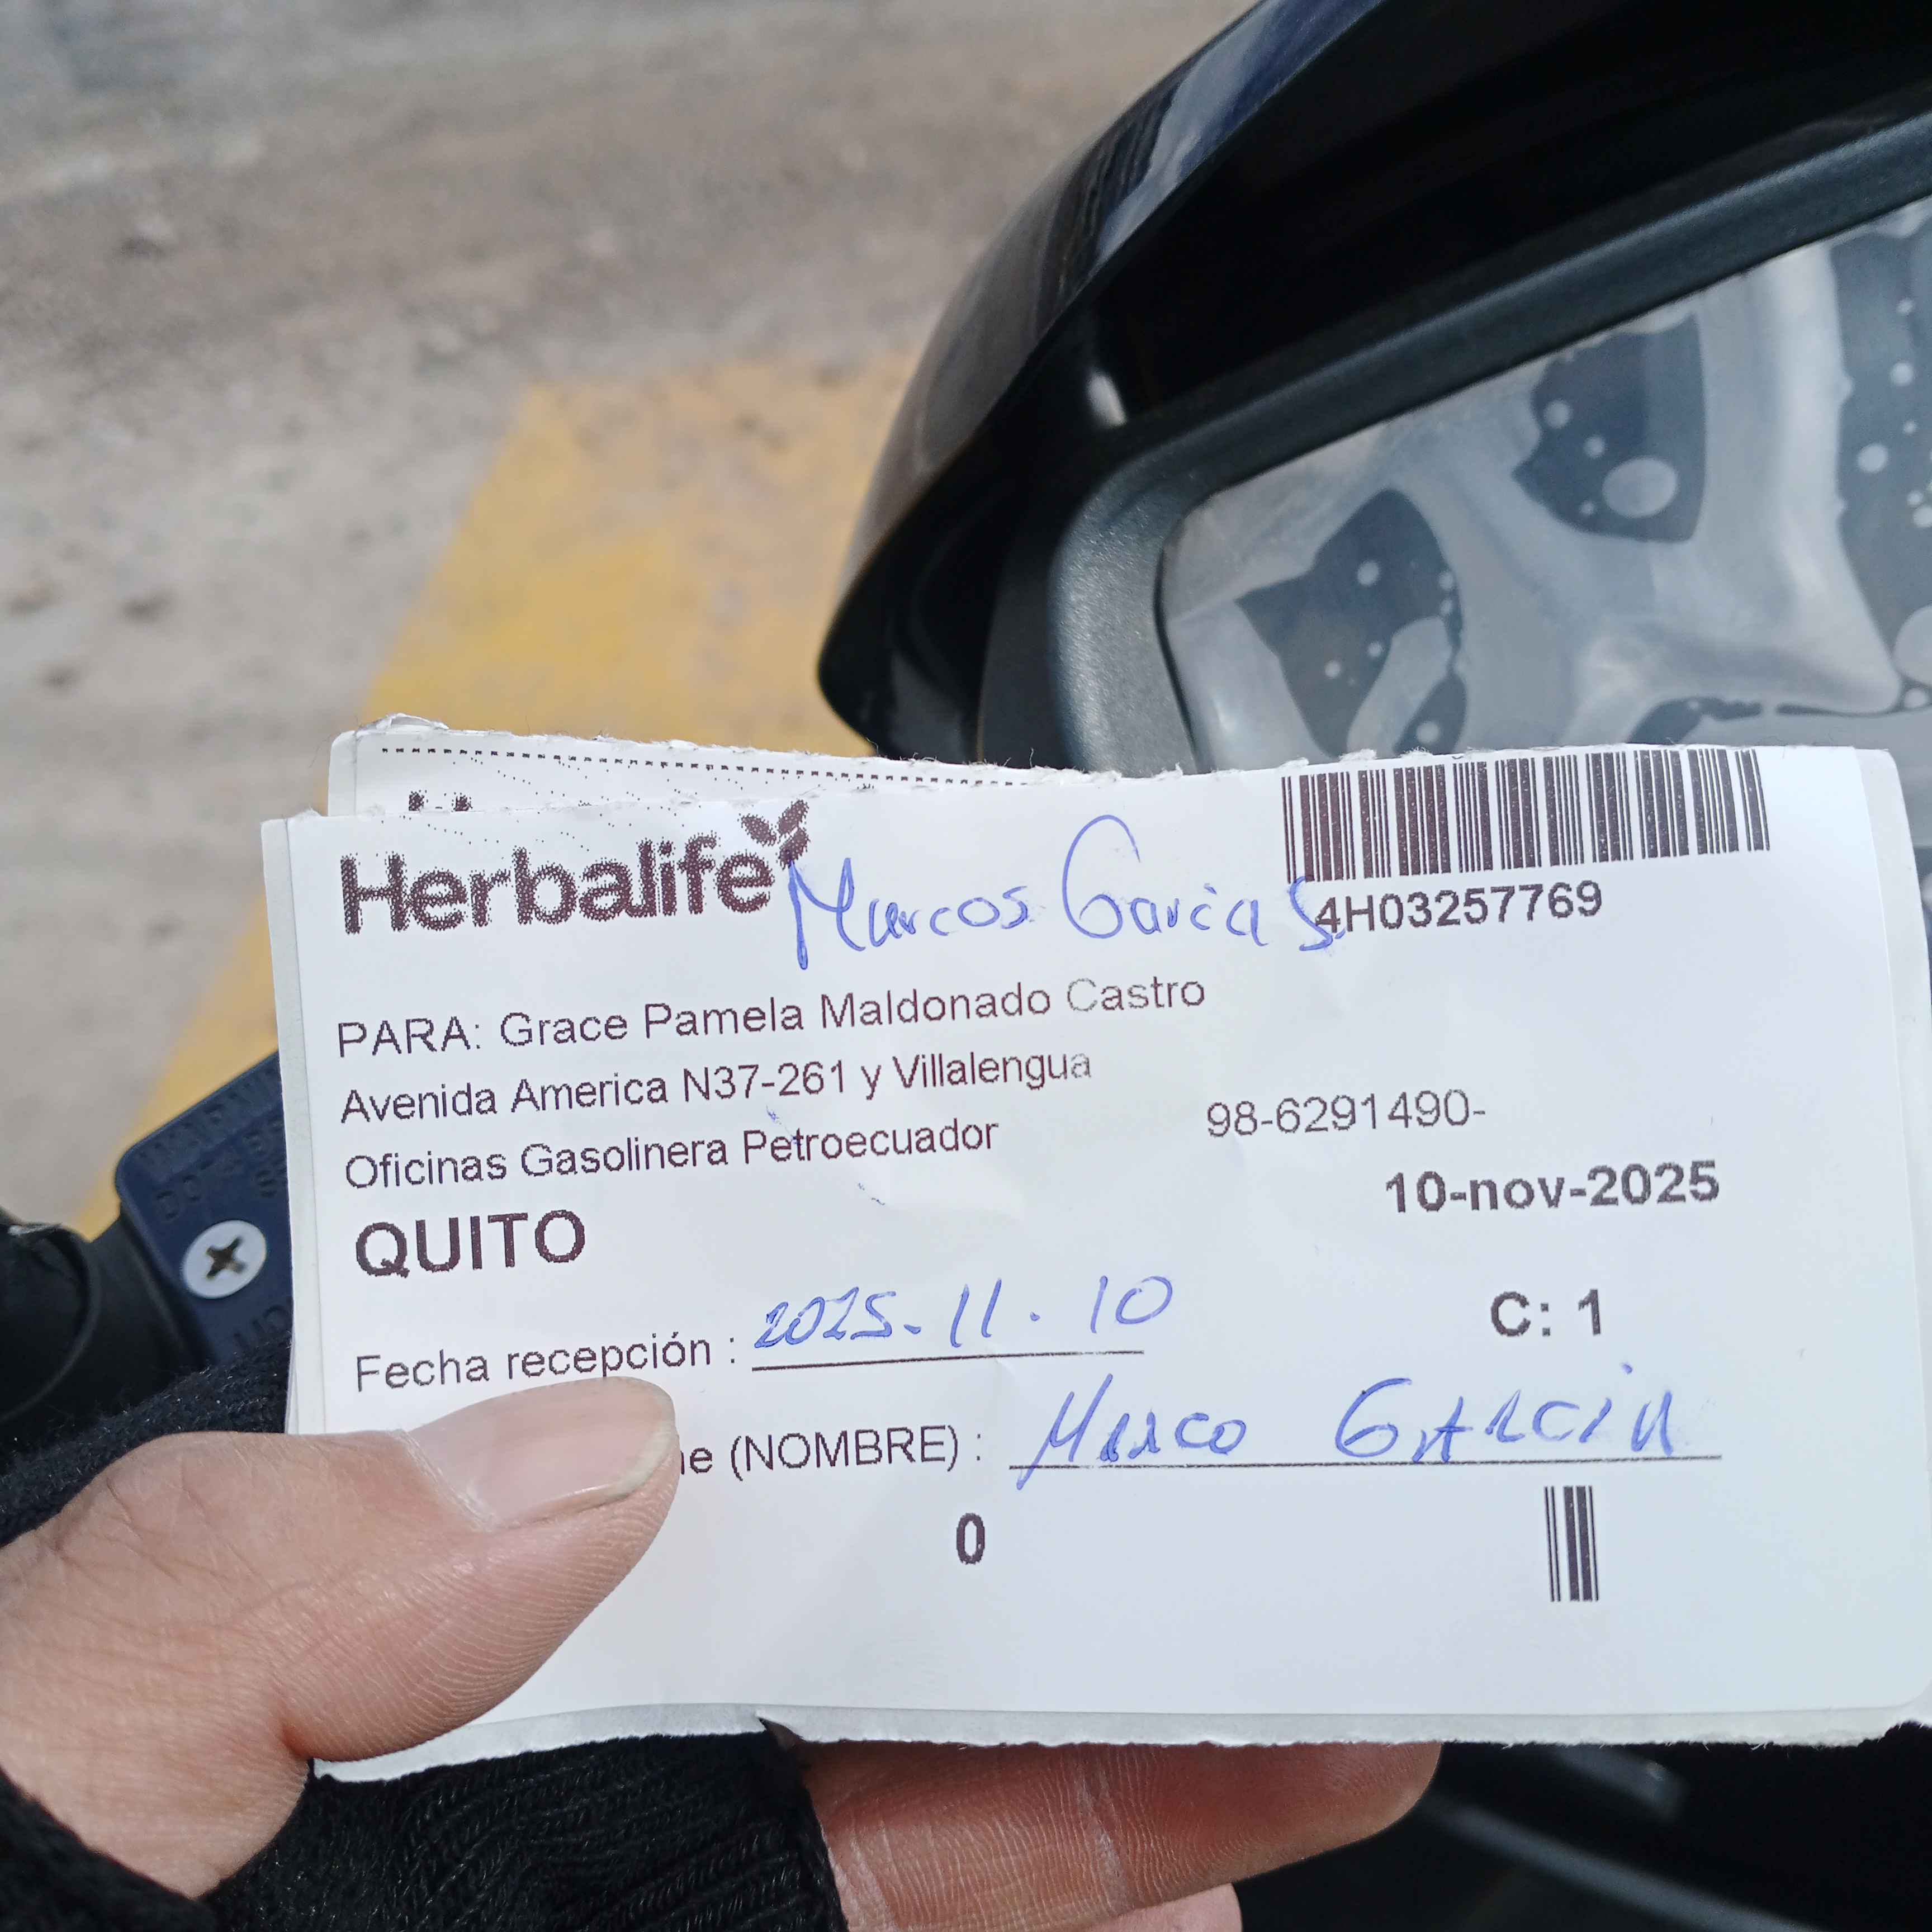 Herbalife
Marcos Garcia S.
4H03257769
PARA: Grace Pamela Maldonado Castro
Avenida America N37-261 y Villalengua
98-6291490-
Oficinas Gasolinera Petroecuador
10-nov-2025
QUITO
Fecha recepción : 2025-11-10
C: 1
(NOMBRE) : Marco GARCIA
0